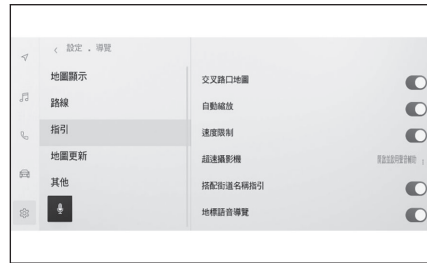 設定 . 導覽
地圖顯示
路線
指引
地圖更新
其他
交叉路口地圖
自動縮放
速度限制
超速攝影機
搭配街道名稱指引
地標語音導覽